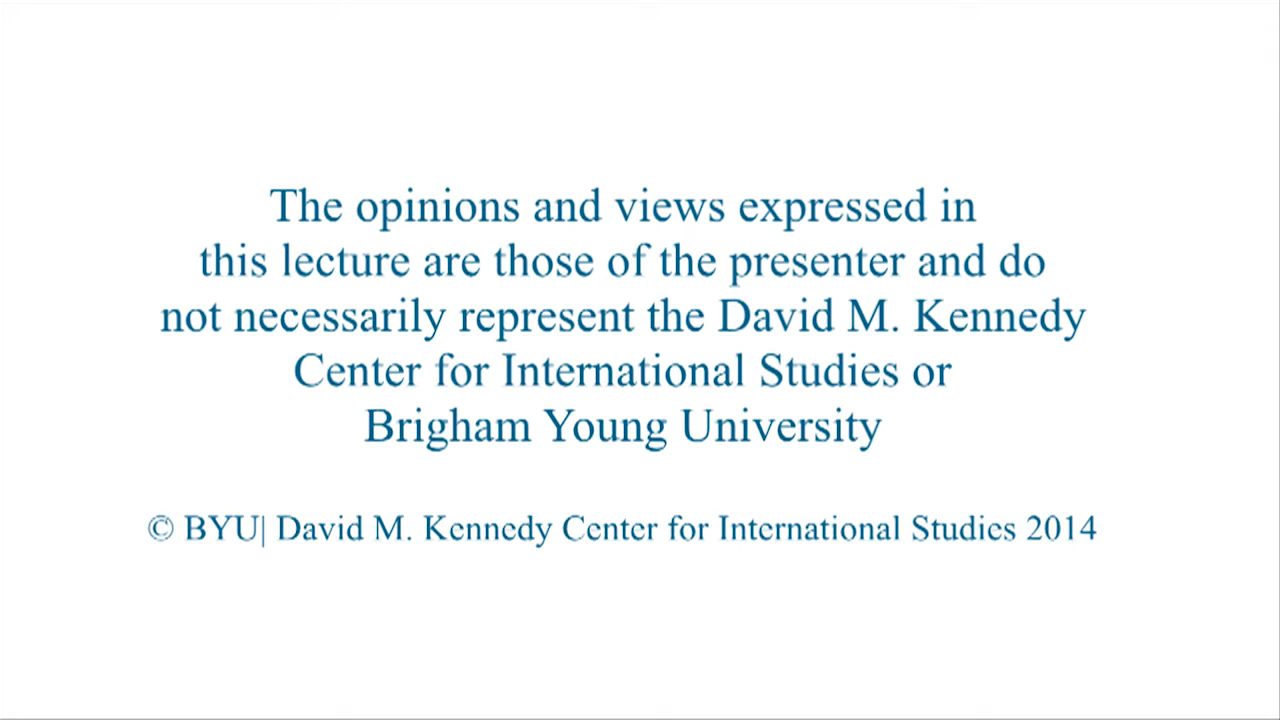 The opinions and views expressed in
this lecture are those of the presenter and do
not necessarily represent the David M. Kennedy
Center for International Studies or
Brigham Young University
© BYU| David M. Kennedy Center for International Studies 2014